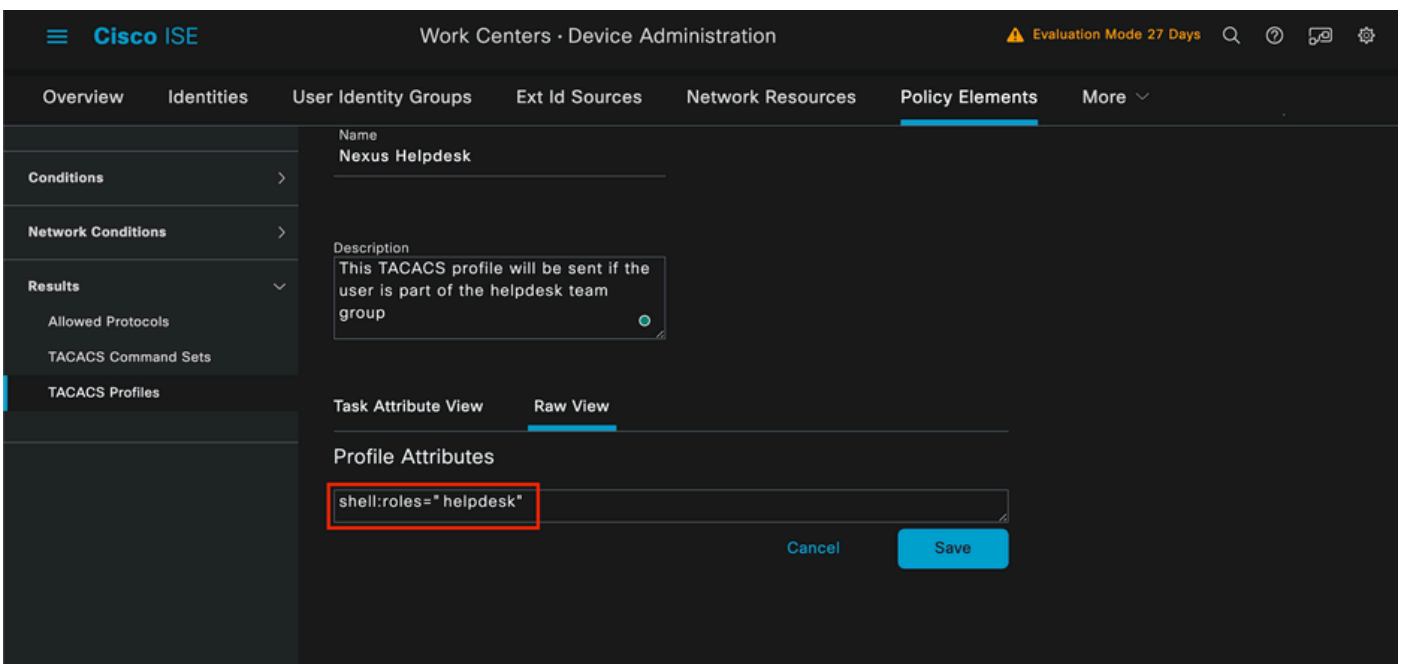 Cisco ISE
Work Centers · Device Administration
Evaluation Mode 27 Days
Overview
Identities
User Identity Groups
Ext Id Sources
Network Resources
Policy Elements
More
Conditions
Network Conditions
Results
Allowed Protocols
TACACS Command Sets
TACACS Profiles
Name
Nexus Helpdesk
Description
This TACACS profile will be sent if the
user is part of the helpdesk team
group
Task Attribute View
Raw View
Profile Attributes
shell:roles="helpdesk"
Cancel
Save